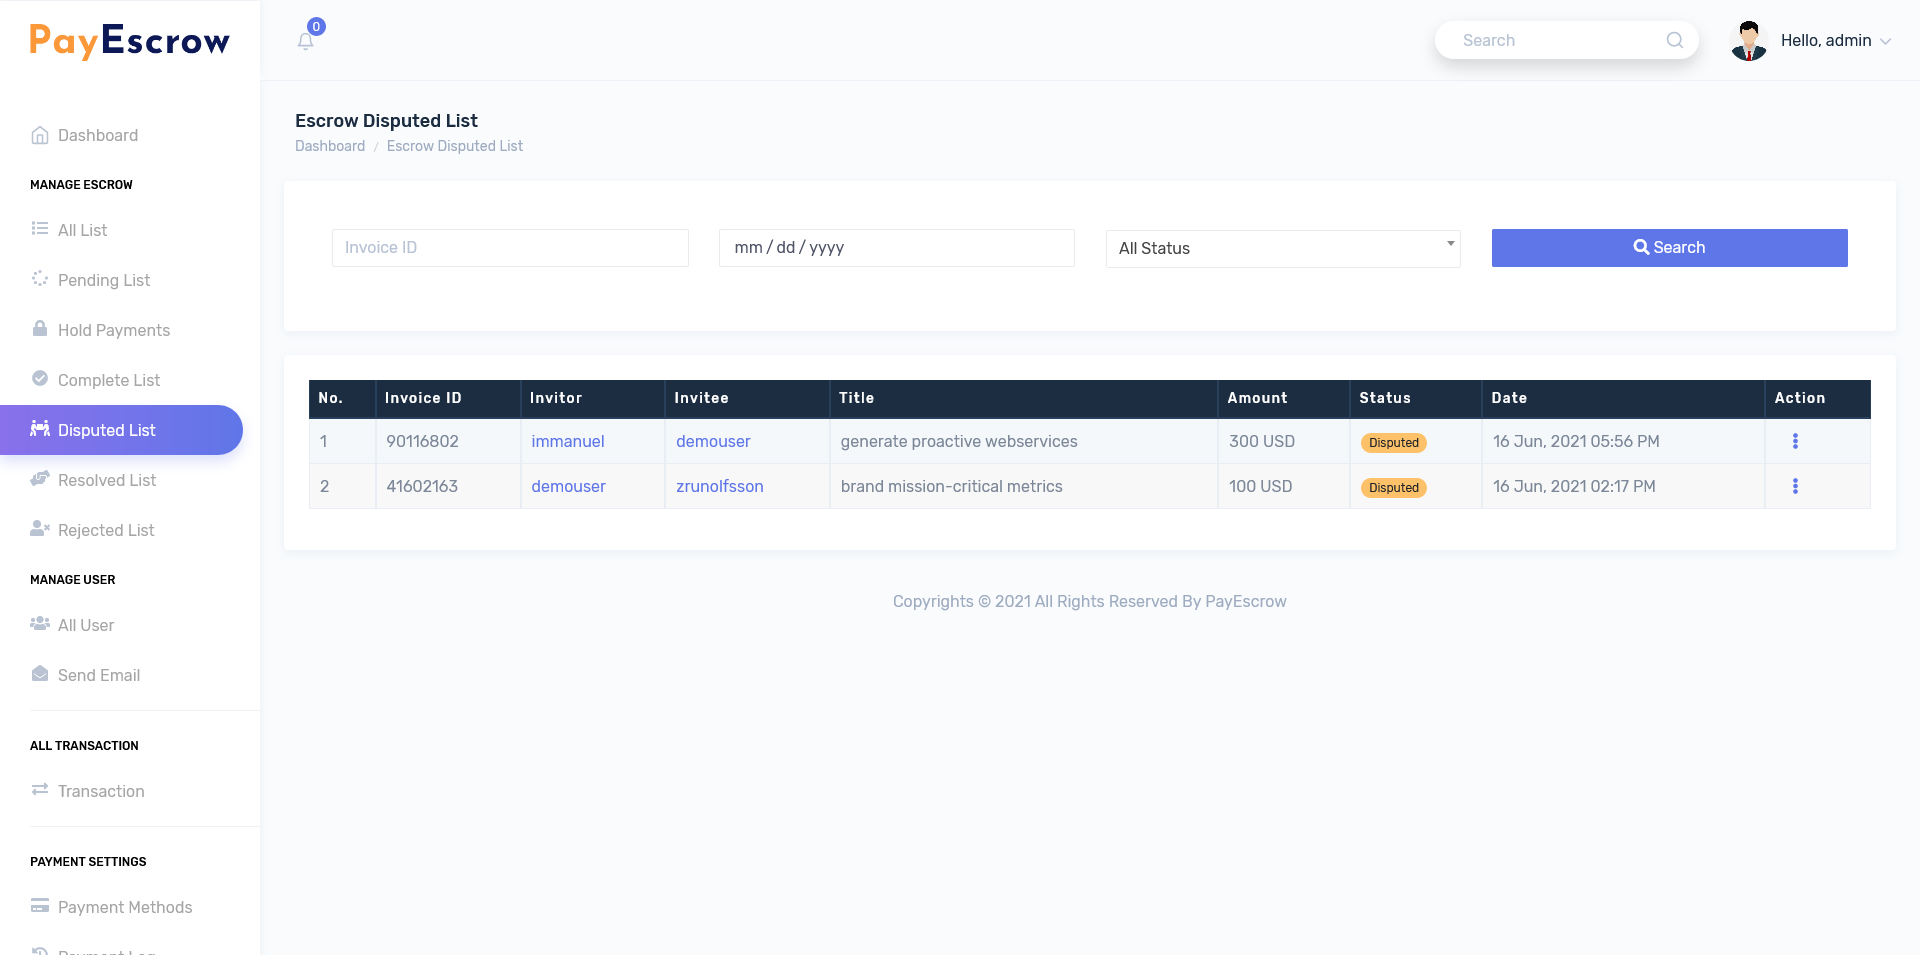 PayEscrow
0
Search
Hello, admin
Dashboard
MANAGE ESCROW
All List
Pending List
Hold Payments
Complete List
Disputed List
Resolved List
Rejected List
MANAGE USER
All User
Send Email
ALL TRANSACTION
Transaction
PAYMENT SETTINGS
Payment Methods
Payment Log
Escrow Disputed List
Dashboard / Escrow Disputed List
Invoice ID
mm / dd / yyyy
All Status
Search
No. Invoice ID Invitor Invitee Title Amount Status Date Action
1 90116802 immanuel demouser generate proactive webservices 300 USD Disputed 16 Jun, 2021 05:56 PM
2 41602163 demouser zrunolfsson brand mission-critical metrics 100 USD Disputed 16 Jun, 2021 02:17 PM
Copyrights © 2021 All Rights Reserved By PayEscrow